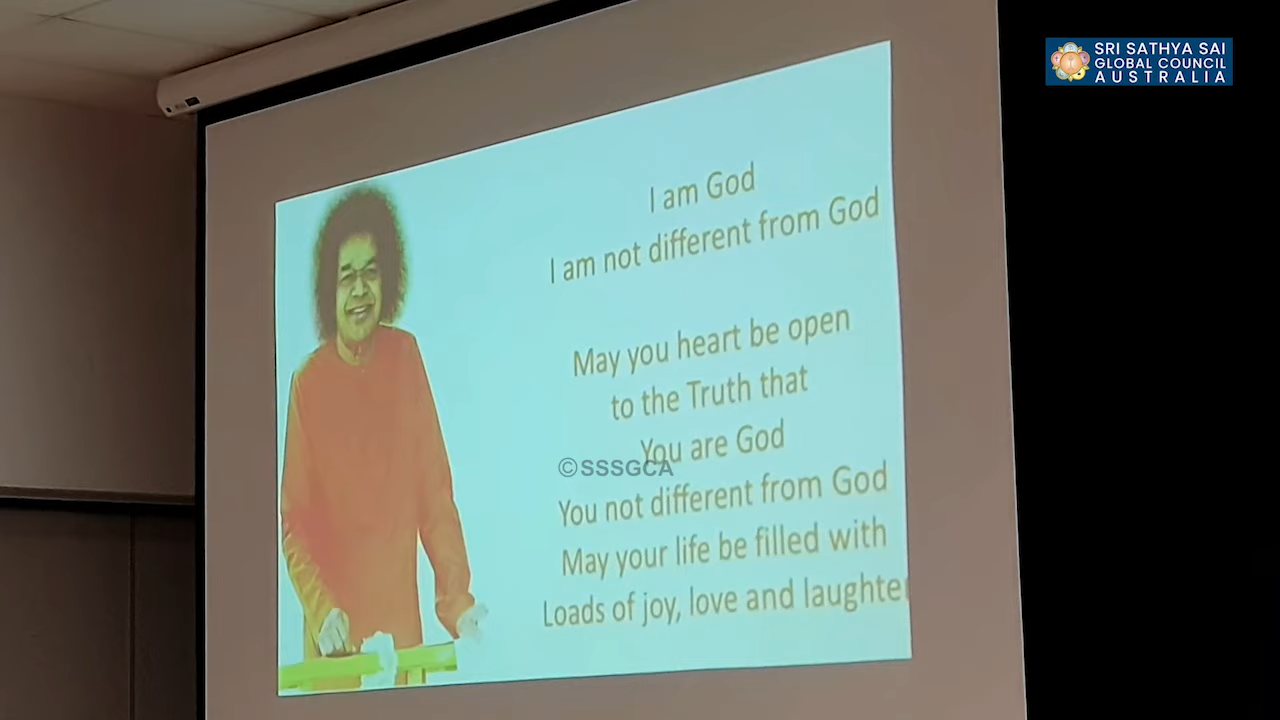 SRI SATHYA SAI
GLOBAL COUNCIL
AUSTRALIA
I am God
I am not different from God
May you heart be open
to the Truth that
You are God
©SSSGCA
You not different from God
May your life be filled with
Loads of joy, love and laughter